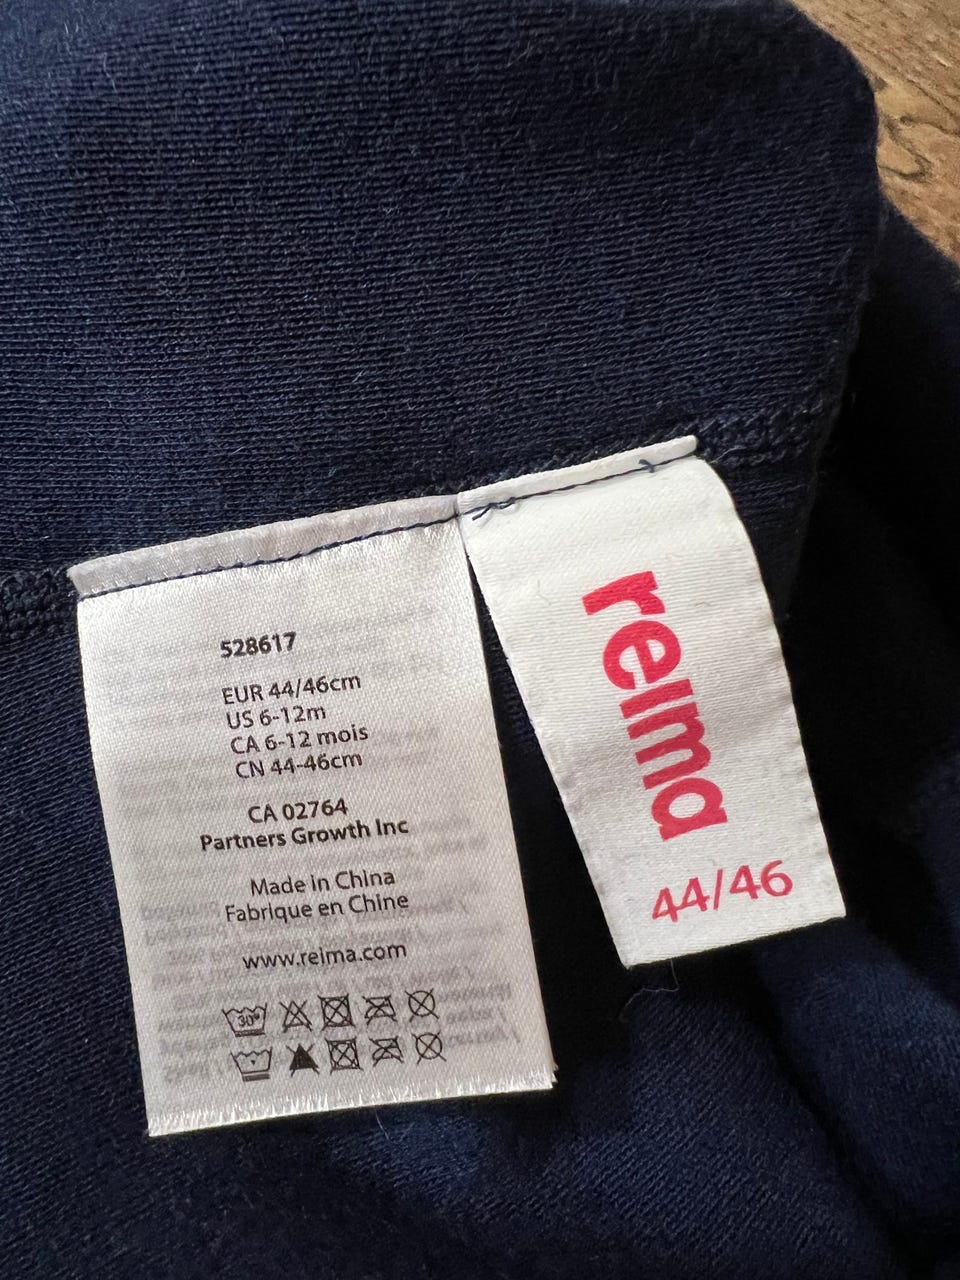 528617
EUR 44/46cm
US 6-12m
CA 6-12 mois
CN 44-46cm
CA 02764
Partners Growth Inc
Made in China
Fabrique en Chine
www.reima.com
30°
reima
44/46